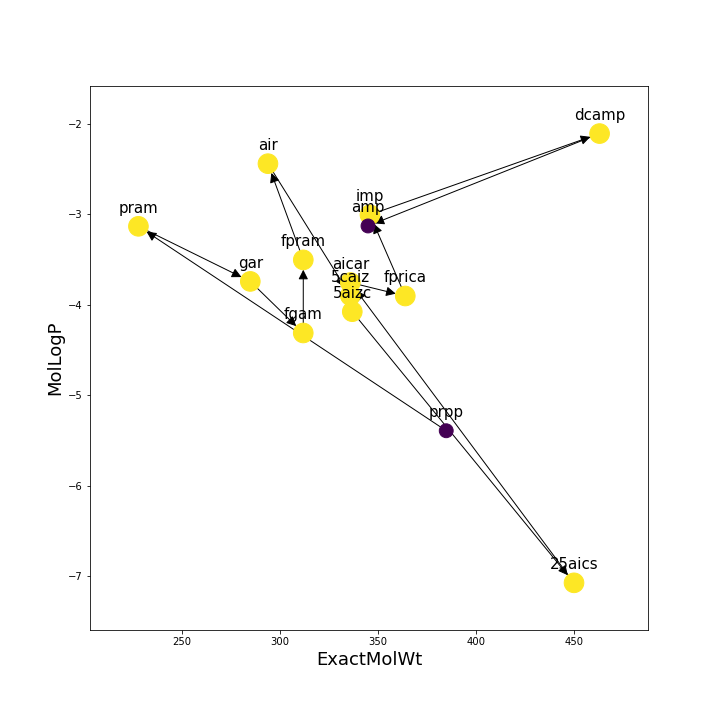 dcamp
−2
air
imp
amp
pram
−3
fpram
gar
aicar
5caiz
fprica
5aizc
−4
fgam
MolLogP
−5
prpp
−6
25aics
−7
250 300 350 400 450
ExactMolWt